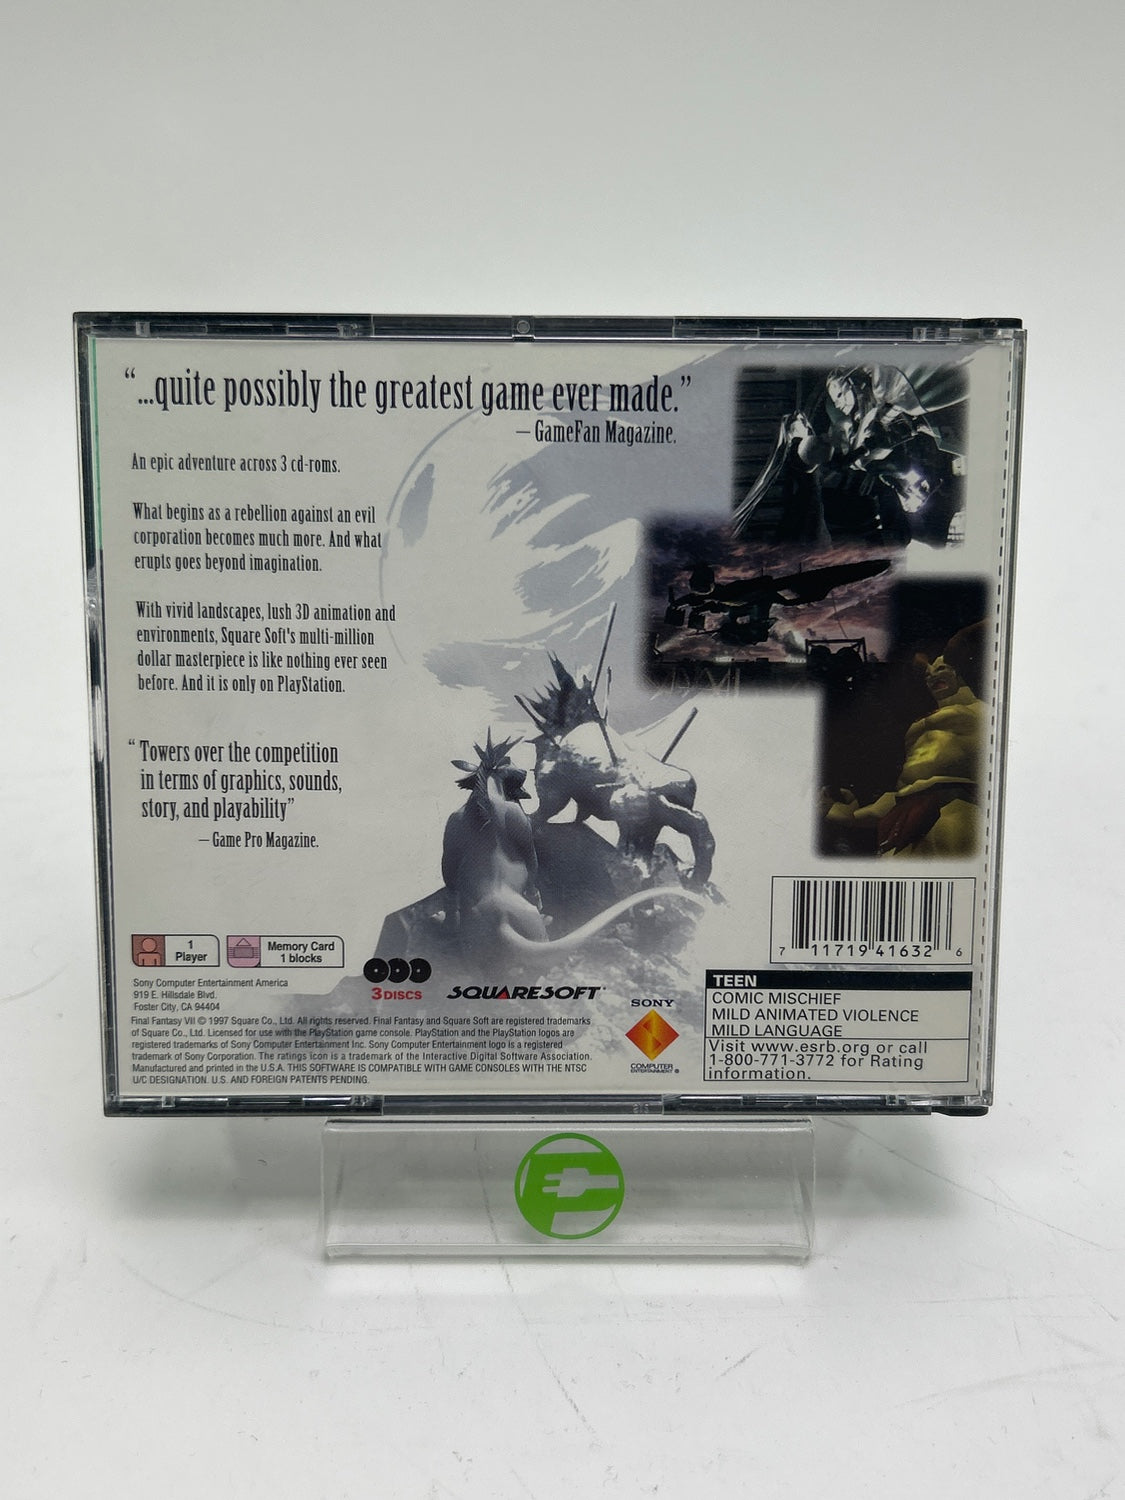 “...quite possibly the greatest game ever made.”
– GameFan Magazine.
An epic adventure across 3 cd-roms.
What begins as a rebellion against an evil
corporation becomes much more. And what
erupts goes beyond imagination.
With vivid landscapes, lush 3D animation and
environments, Square Soft's multi-million
dollar masterpiece is like nothing ever seen
before. And it is only on PlayStation.
“Towers over the competition
in terms of graphics, sounds,
story, and playability”
– Game Pro Magazine.
1
Player
Memory Card
1 blocks
3 DISCS
SQUARESOFT
SONY
COMPUTER
ENTERTAINMENT ®
7 11719 41632 6
TEEN
COMIC MISCHIEF
MILD ANIMATED VIOLENCE
MILD LANGUAGE
Visit www.esrb.org or call
1-800-771-3772 for Rating
information.
Sony Computer Entertainment America
919 E. Hillsdale Blvd.
Foster City, CA 94404
Final Fantasy VII © 1997 Square Co., Ltd. All rights reserved. Final Fantasy and Square Soft are registered trademarks
of Square Co., Ltd. Licensed for use with the PlayStation game console. PlayStation and the PlayStation logos are
registered trademarks of Sony Computer Entertainment Inc. Sony Computer Entertainment logo is a registered
trademark of Sony Corporation. The ratings icon is a trademark of the Interactive Digital Software Association.
Manufactured and printed in the U.S.A. THIS SOFTWARE IS COMPATIBLE WITH GAME CONSOLES WITH THE NTSC
U/C DESIGNATION. U.S. AND FOREIGN PATENTS PENDING.